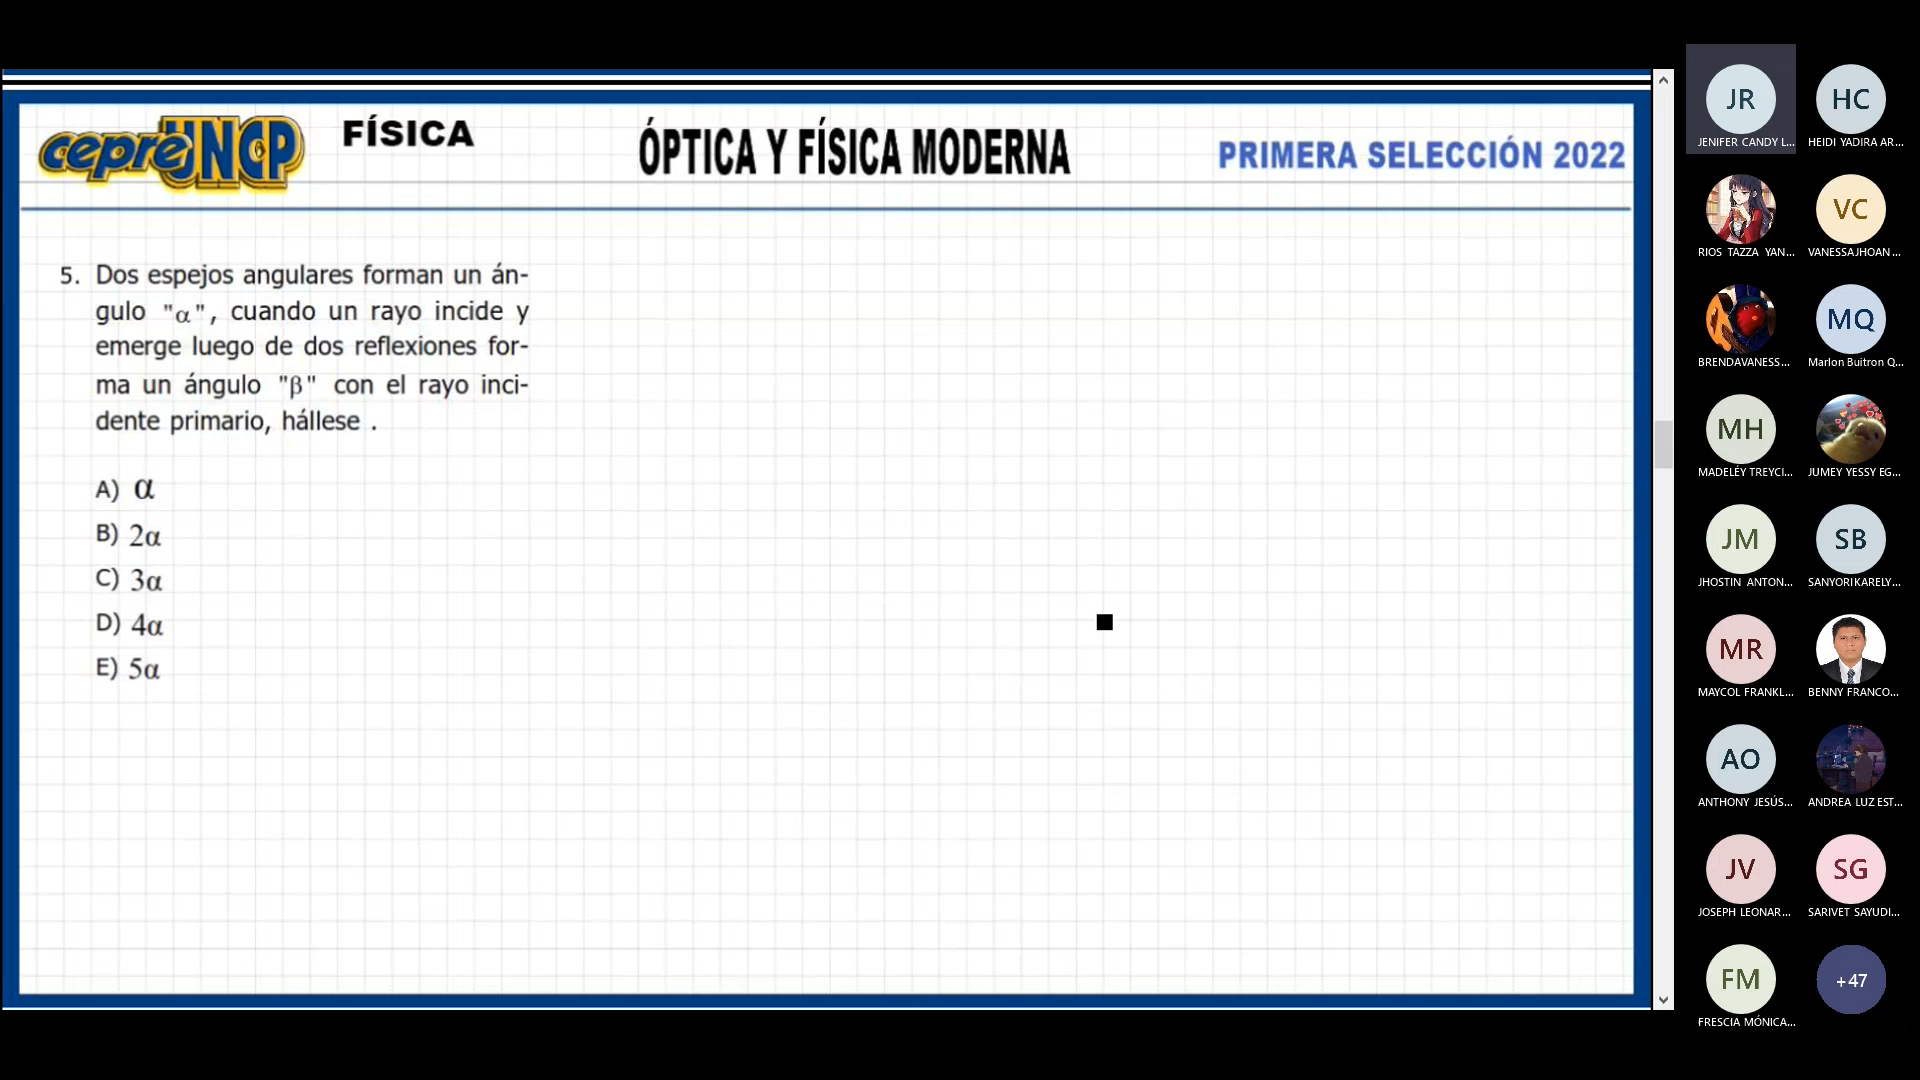 cepreUNCP
FÍSICA
ÓPTICA Y FÍSICA MODERNA
PRIMERA SELECCIÓN 2022
5. Dos espejos angulares forman un án-
gulo "α", cuando un rayo incide y
emerge luego de dos reflexiones for-
ma un ángulo "β" con el rayo inci-
dente primario, hállese .
A) α
B) 2α
C) 3α
D) 4α
E) 5α
JR
JENIFER CANDY L...
HC
HEIDI YADIRA AR...
RIOS TAZZA YAN...
VC
VANESSAJHOAN...
BRENDAVANESS...
MQ
Marlon Buitron Q...
MH
MADELÉY TREYCI...
JUMEY YESSY EG...
JM
JHOSTIN ANTON...
SB
SANYORIKARELY...
MR
MAYCOL FRANKL...
BENNY FRANCO...
AO
ANTHONY JESÚS...
ANDREA LUZ EST...
JV
JOSEPH LEONAR...
SG
SARIVET SAYUDI...
FM
FRESCIA MÓNICA...
+47